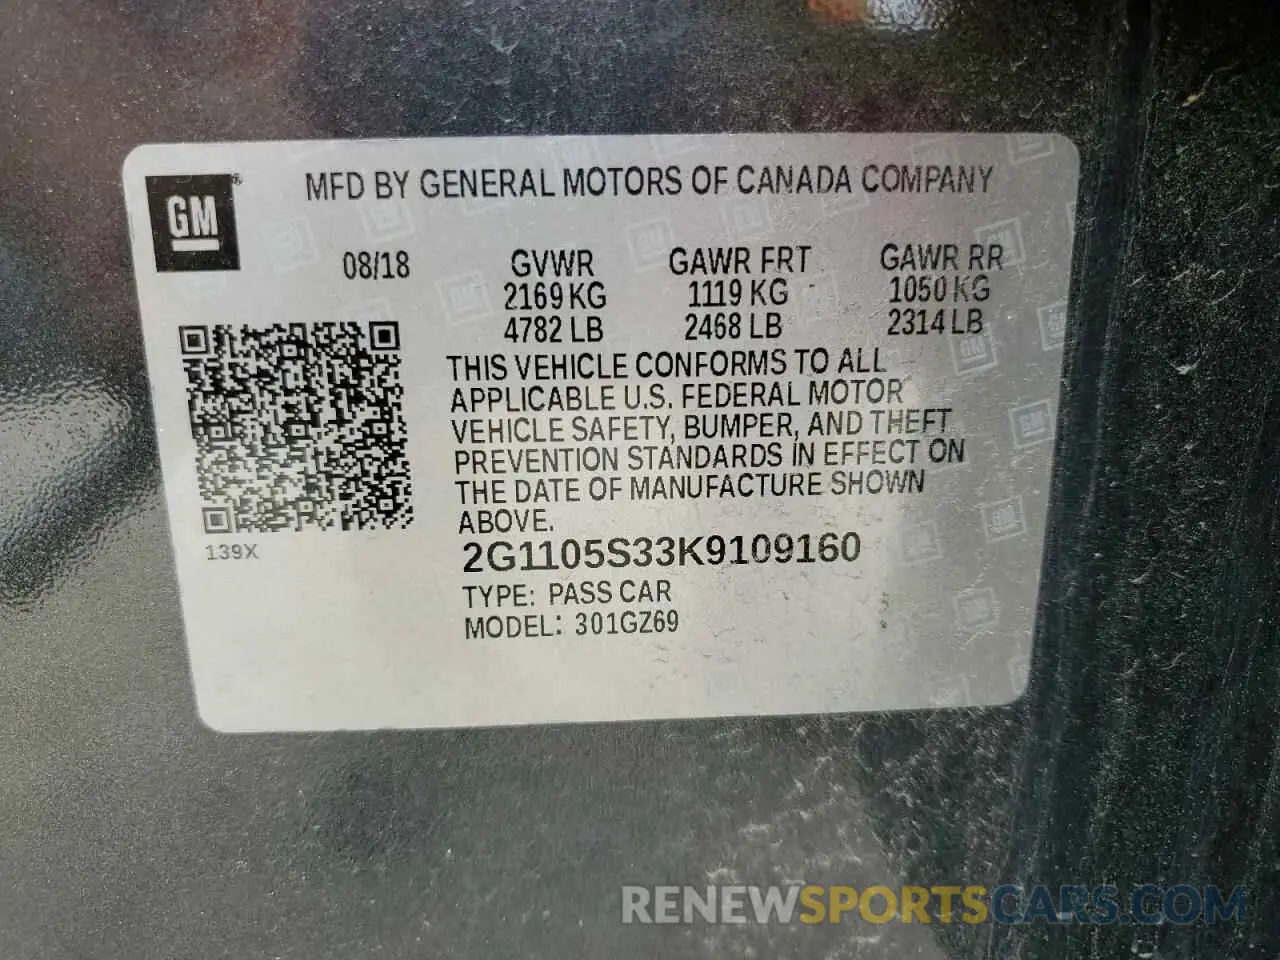 GM
MFD BY GENERAL MOTORS OF CANADA COMPANY
08/18
GVWR GAWR FRT GAWR RR
2169 KG 1119 KG 1050 KG
4782 LB 2468 LB 2314 LB
THIS VEHICLE CONFORMS TO ALL
APPLICABLE U.S. FEDERAL MOTOR
VEHICLE SAFETY, BUMPER, AND THEFT
PREVENTION STANDARDS IN EFFECT ON
THE DATE OF MANUFACTURE SHOWN
ABOVE.
139X
2G1105S33K9109160
TYPE: PASS CAR
MODEL: 301GZ69
RENEWSPORTSCARS.COM